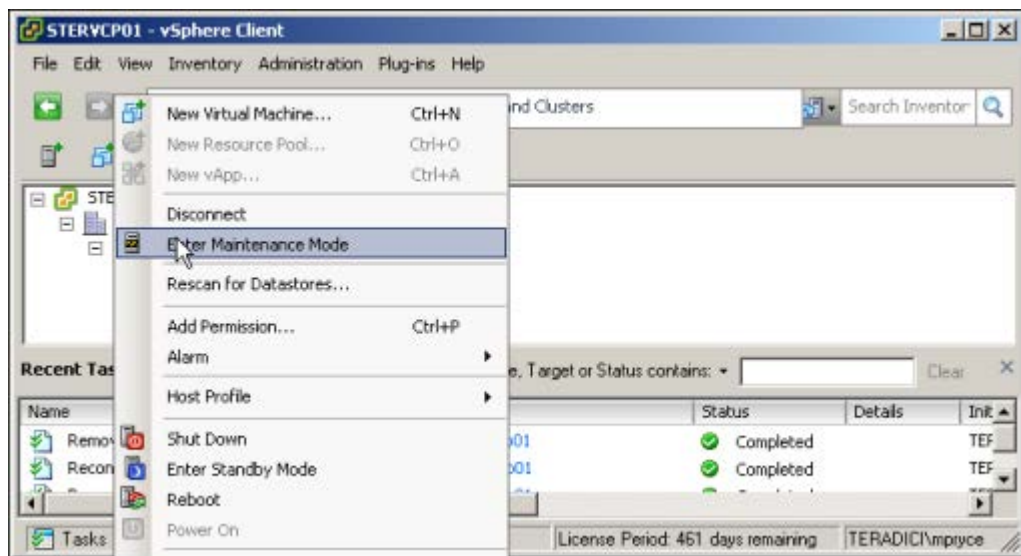 STERVCP01 - vSphere Client
File Edit View Inventory Administration Plug-ins Help
nd Clusters Search Inventor
New Virtual Machine... Ctrl+N
New Resource Pool... Ctrl+O
New vApp... Ctrl+A
STE
Disconnect
Enter Maintenance Mode
Rescan for Datastores...
Add Permission... Ctrl+P
Alarm
Recent Tas e, Target or Status contains: Clear
Host Profile
Name Status Details Init
Remov 01 Completed TEF
Shut Down
Recon 01 Completed TEF
Enter Standby Mode
Reboot
Power On
Tasks License Period: 461 days remaining TERADICI\mpryce